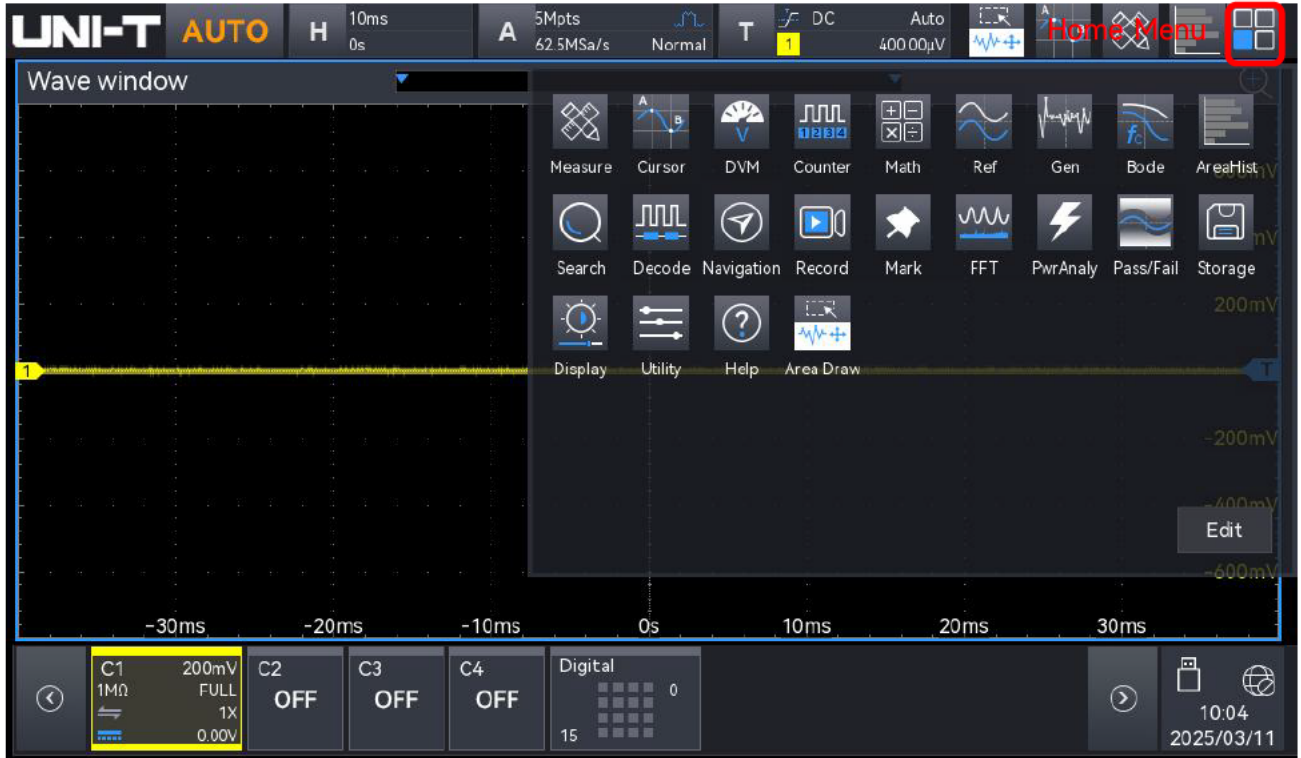 UNI-T AUTO H 10ms 0s A 5Mpts 62.5MSa/s Normal T DC 1 Auto 400.00μV Home Menu
Wave window
Measure Cursor DVM Counter Math Ref Gen Bode AreaHist
Search Decode Navigation Record Mark FFT PwrAnaly Pass/Fail Storage
200mV
Display Utility Help Area Draw
1 T
-200mV
-400mV
Edit
-600mV
-30ms -20ms -10ms 0s 10ms 20ms 30ms
C1 200mV C2 C3 C4 Digital
1MΩ FULL OFF OFF OFF 0
1X
0.00V 15
10:04
2025/03/11